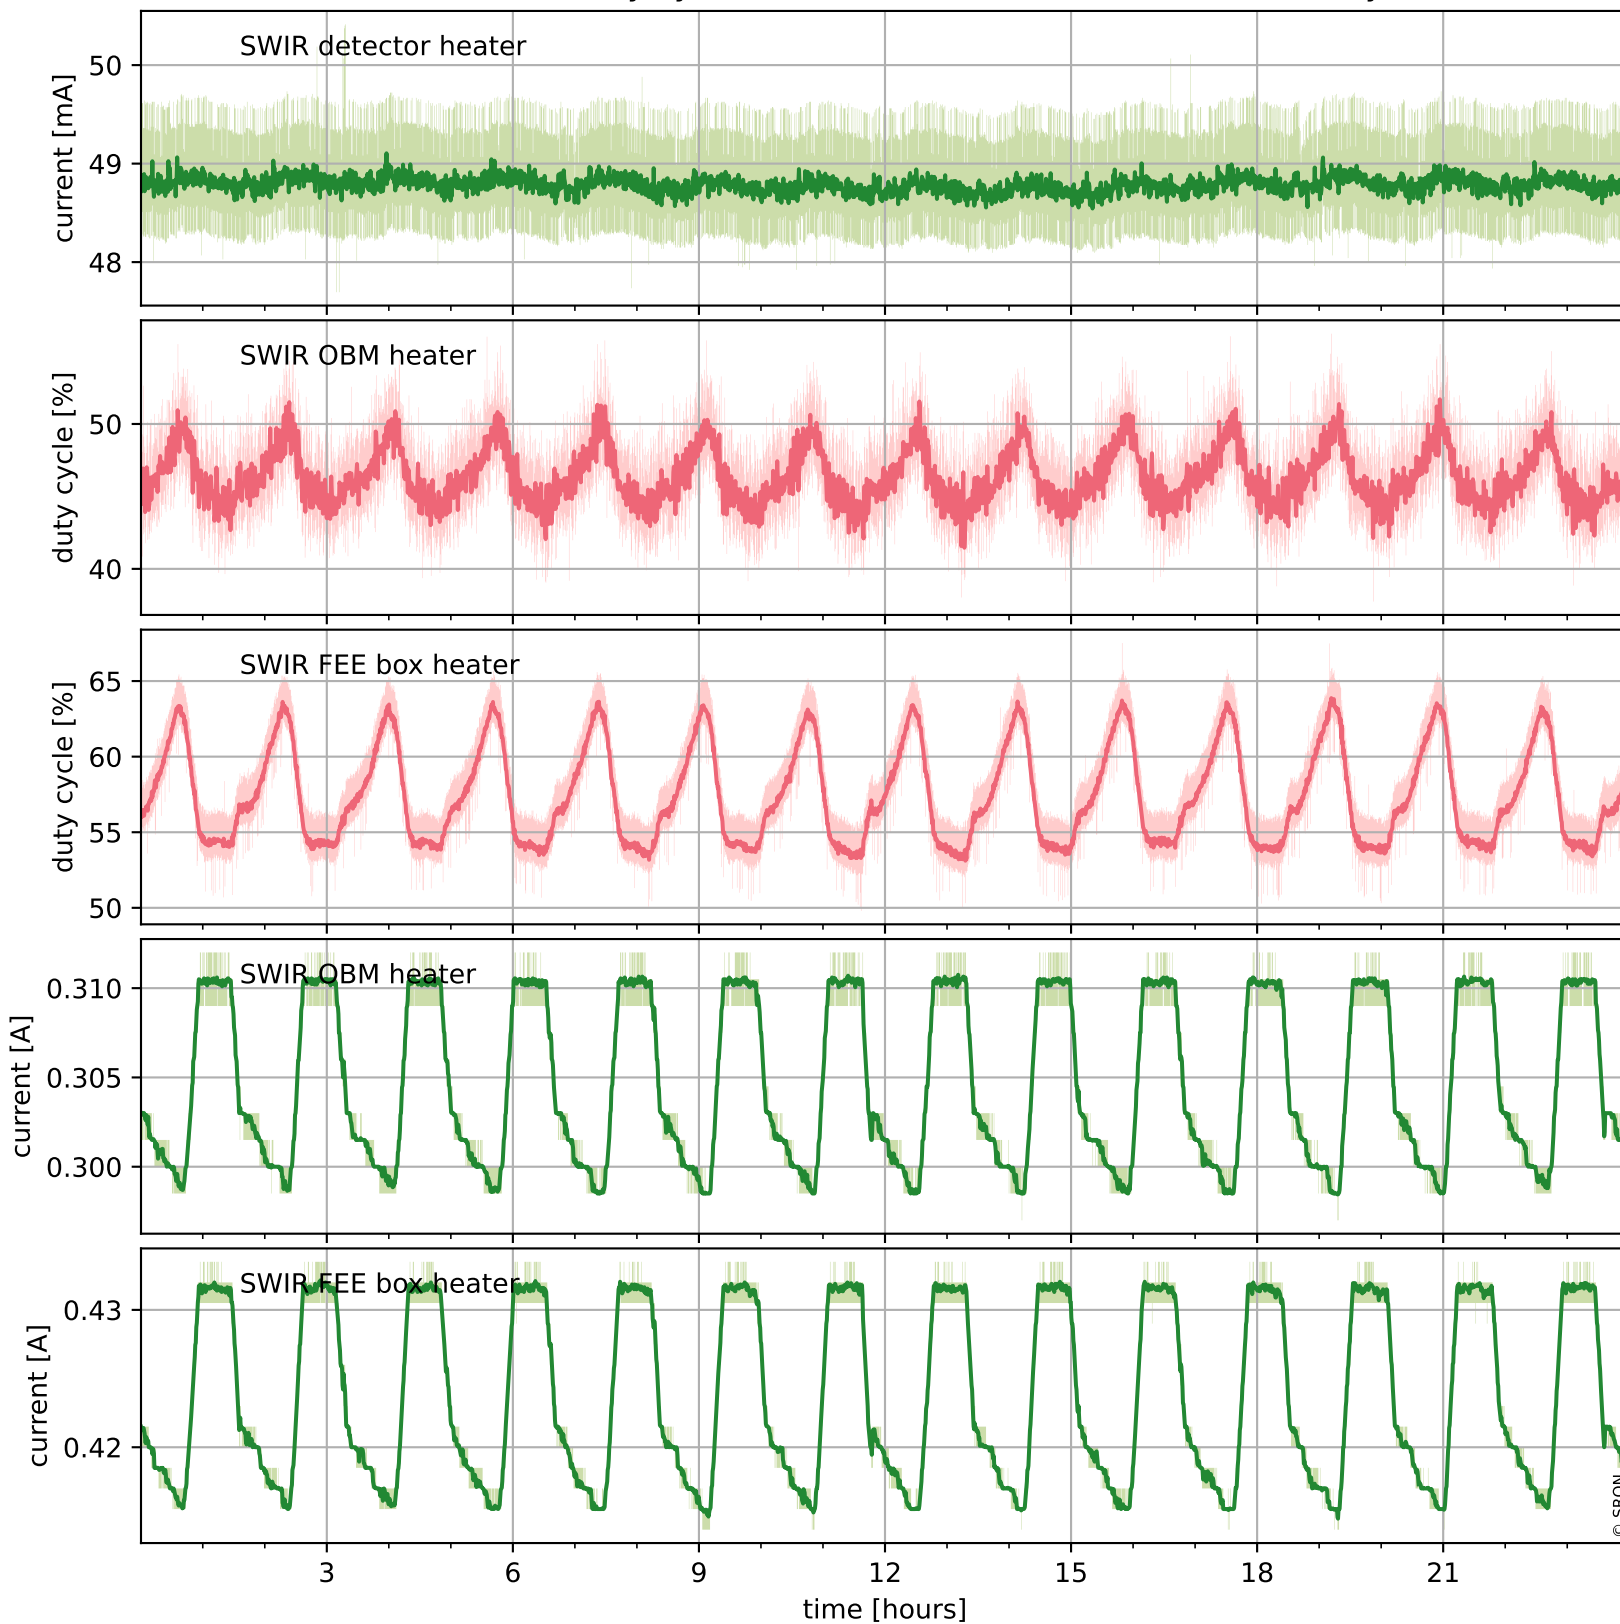 SWIR detector heater
current [mA]
50
49
48
SWIR OBM heater
duty cycle [%]
50
40
SWIR FEE box heater
duty cycle [%]
65
60
55
50
SWIR OBM heater
current [A]
0.310
0.305
0.300
SWIR FEE box heater
current [A]
0.43
0.42
© SRON
3 6 9 12 15 18 21
time [hours]